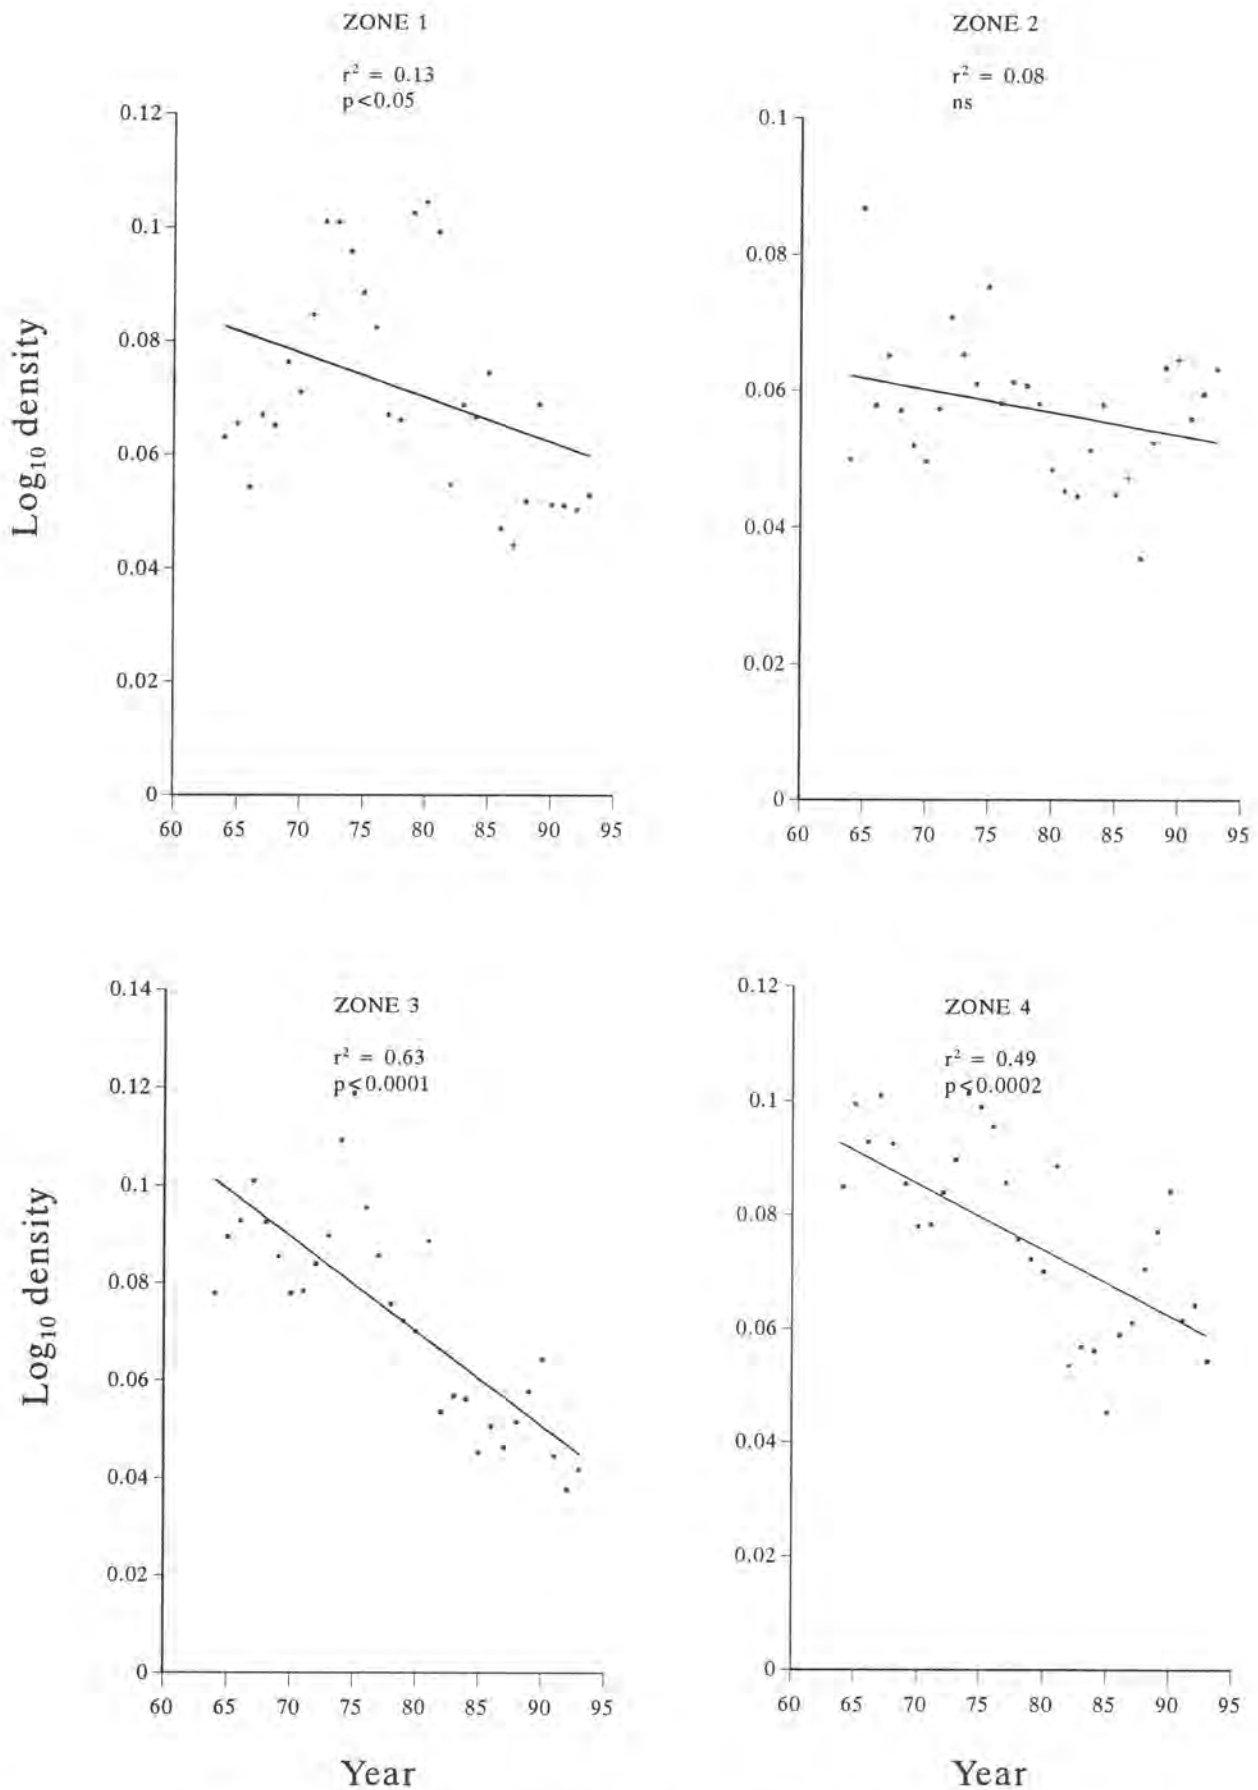 ZONE 1
r² = 0.13
p<0.05
0.12
0.1
0.08
0.06
0.04
0.02
0
60 65 70 75 80 85 90 95
Log₁₀ density
ZONE 2
r² = 0.08
ns
0.1
0.08
0.06
0.04
0.02
0
60 65 70 75 80 85 90 95
ZONE 3
r² = 0.63
p<0.0001
0.14
0.12
0.1
0.08
0.06
0.04
0.02
0
60 65 70 75 80 85 90 95
Log₁₀ density
Year
ZONE 4
r² = 0.49
p<0.0002
0.12
0.1
0.08
0.06
0.04
0.02
0
60 65 70 75 80 85 90 95
Year